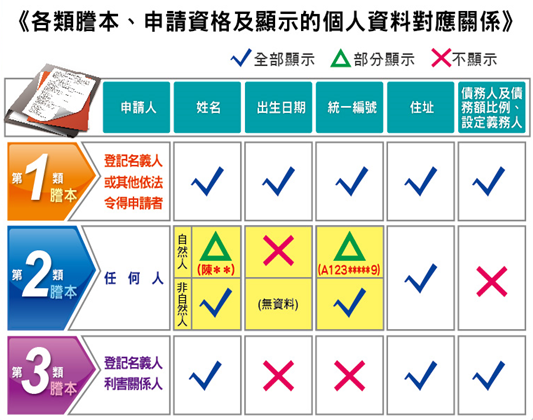 《各類謄本、申請資格及顯示的個人資料對應關係》
全部顯示 部分顯示 不顯示
申請人 姓名 出生日期 統一編號 住址 債務人及債務額比例、設定義務人
第1類謄本
登記名義人
或其他依法
令得申請者
第2類謄本
任何人
自然人
(陳**)
(A123*****9)
非自然人
(無資料)
第3類謄本
登記名義人
利害關係人